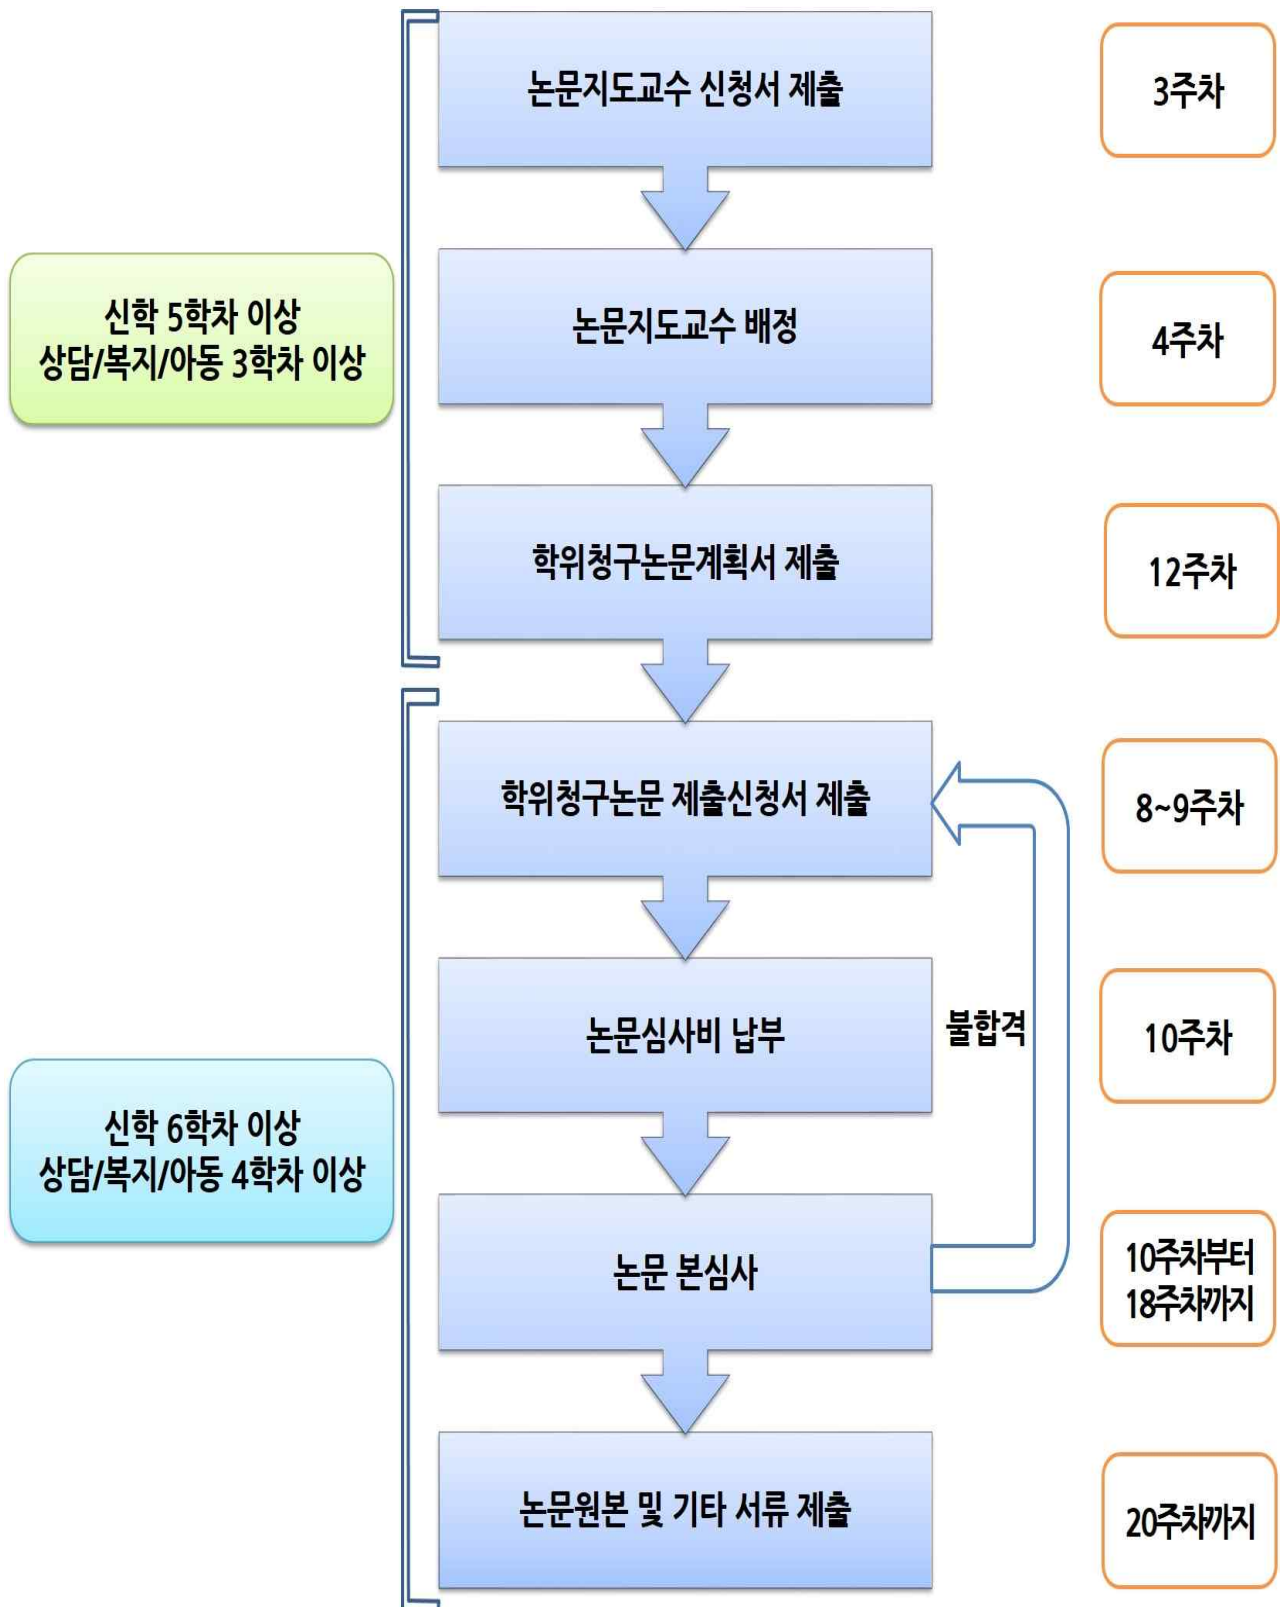 논문지도교수 신청서 제출
3주차
신학 5학차 이상
상담/복지/아동 3학차 이상
논문지도교수 배정
4주차
학위청구논문계획서 제출
12주차
학위청구논문 제출신청서 제출
8~9주차
논문심사비 납부
불합격
10주차
신학 6학차 이상
상담/복지/아동 4학차 이상
논문 본심사
10주차부터
18주차까지
논문원본 및 기타 서류 제출
20주차까지